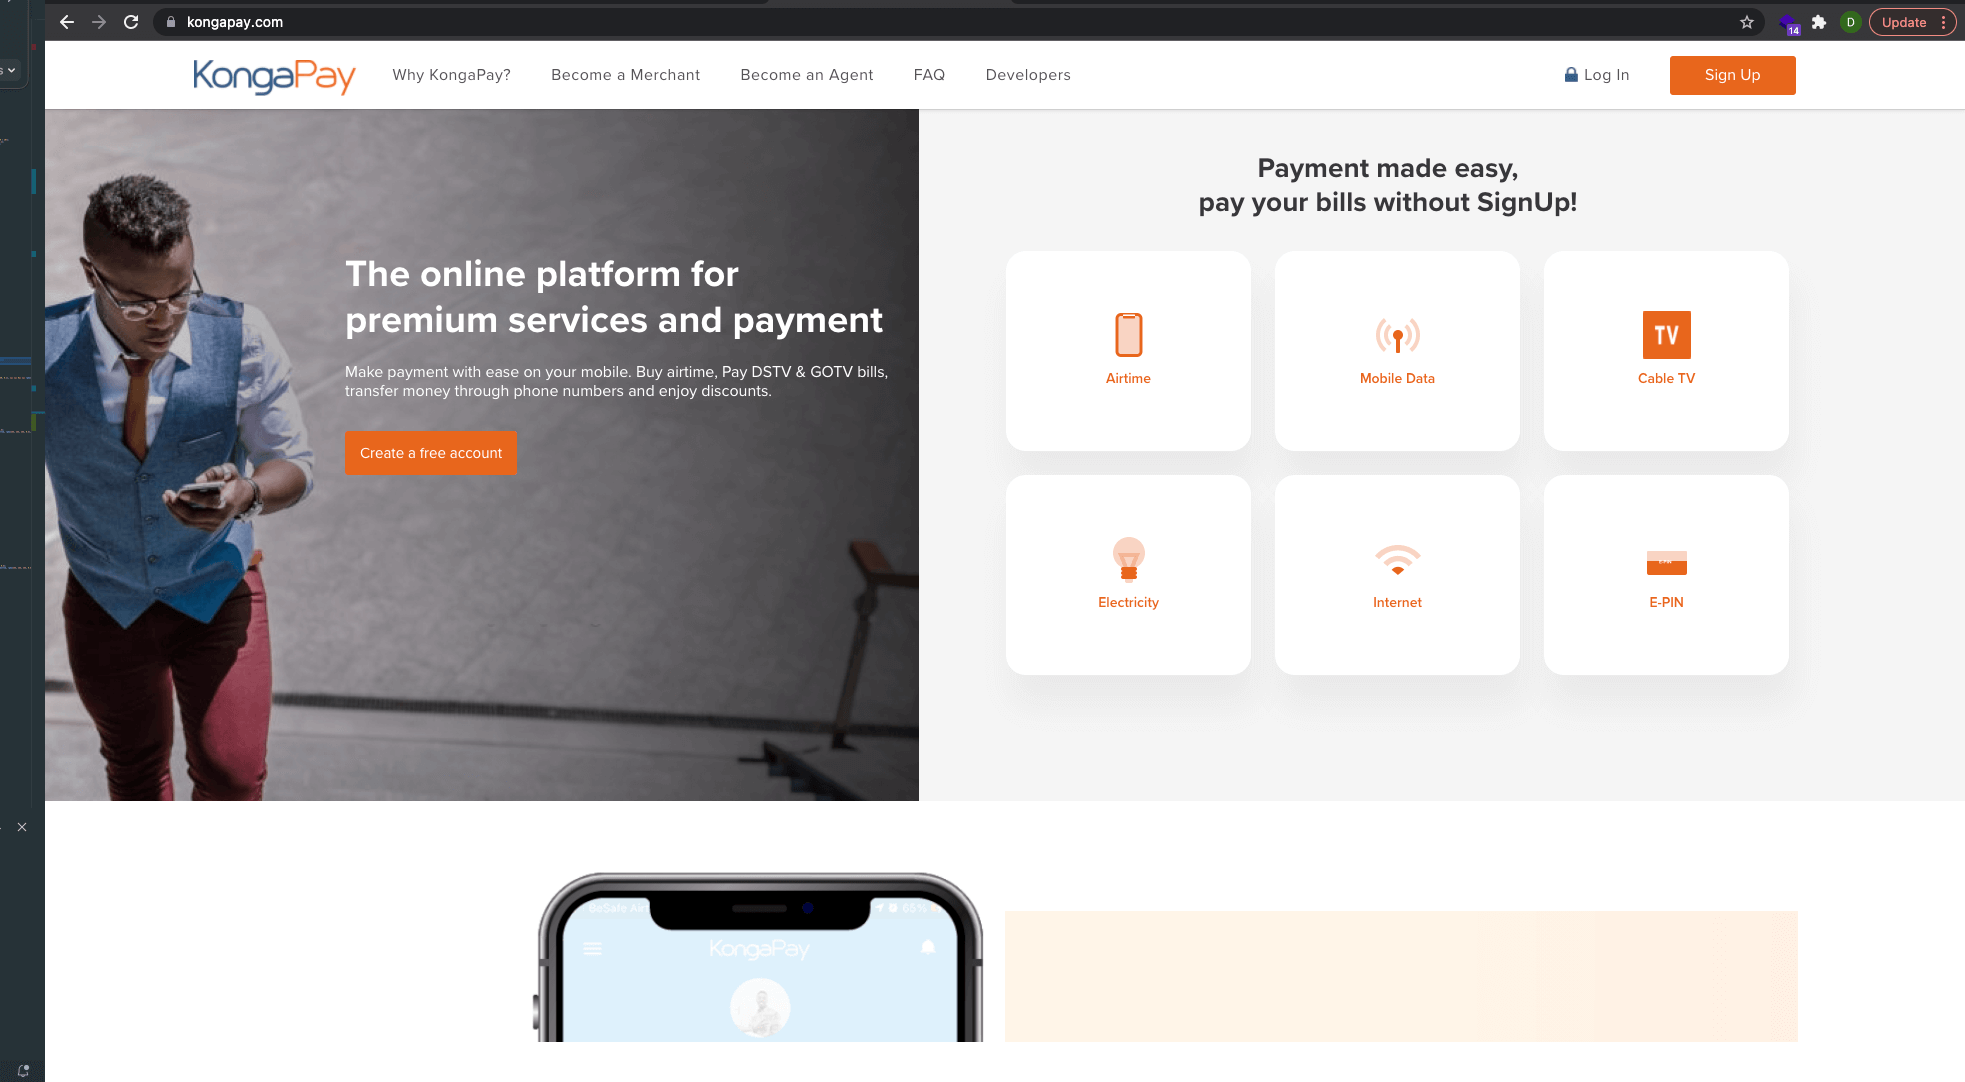 kongapay.com
14
D
Update
KongaPay
Why KongaPay?
Become a Merchant
Become an Agent
FAQ
Developers
Log In
Sign Up
The online platform for
premium services and payment
Make payment with ease on your mobile. Buy airtime, Pay DSTV & GOTV bills,
transfer money through phone numbers and enjoy discounts.
Create a free account
Payment made easy,
pay your bills without SignUp!
Airtime
Mobile Data
TV
Cable TV
Electricity
Internet
E-PIN
65%
KongaPay